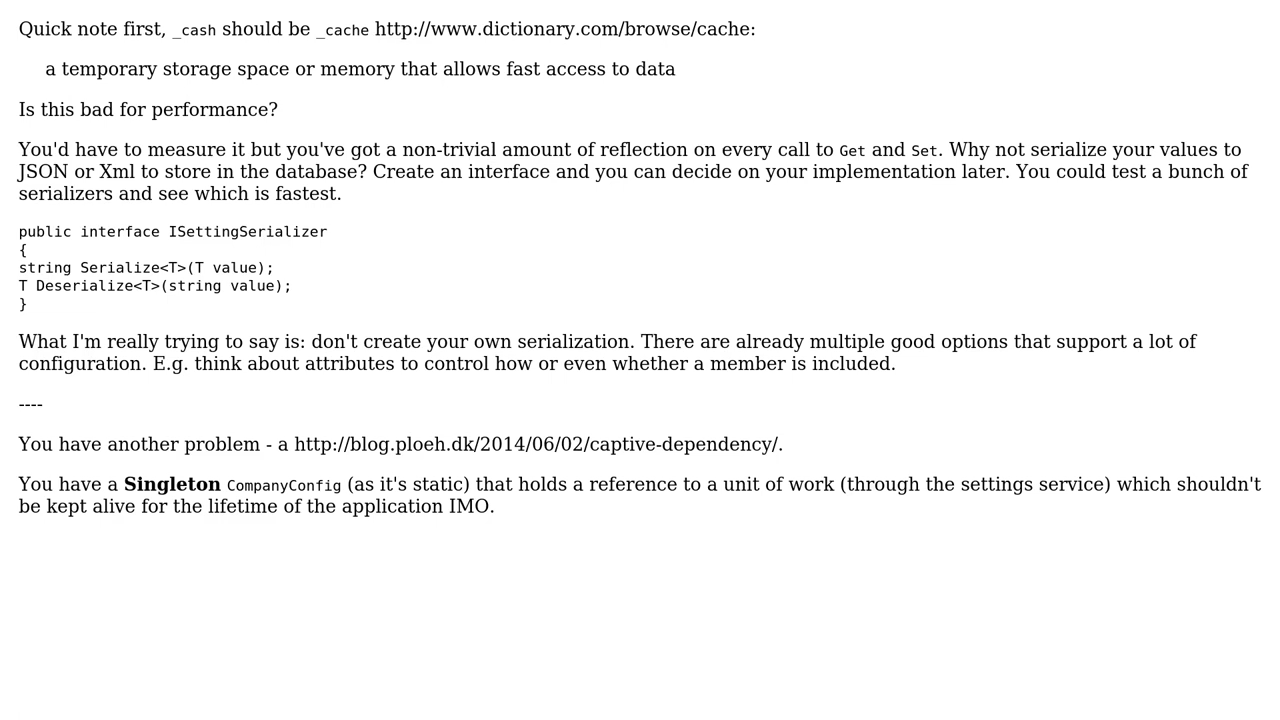 Quick note first, _cash should be _cache http://www.dictionary.com/browse/cache:
a temporary storage space or memory that allows fast access to data
Is this bad for performance?
You'd have to measure it but you've got a non-trivial amount of reflection on every call to Get and Set. Why not serialize your values to
JSON or Xml to store in the database? Create an interface and you can decide on your implementation later. You could test a bunch of
serializers and see which is fastest.
public interface ISettingSerializer
{
string Serialize<T>(T value);
T Deserialize<T>(string value);
}
What I'm really trying to say is: don't create your own serialization. There are already multiple good options that support a lot of
configuration. E.g. think about attributes to control how or even whether a member is included.
----
You have another problem - a http://blog.ploeh.dk/2014/06/02/captive-dependency/.
You have a Singleton CompanyConfig (as it's static) that holds a reference to a unit of work (through the settings service) which shouldn't
be kept alive for the lifetime of the application IMO.